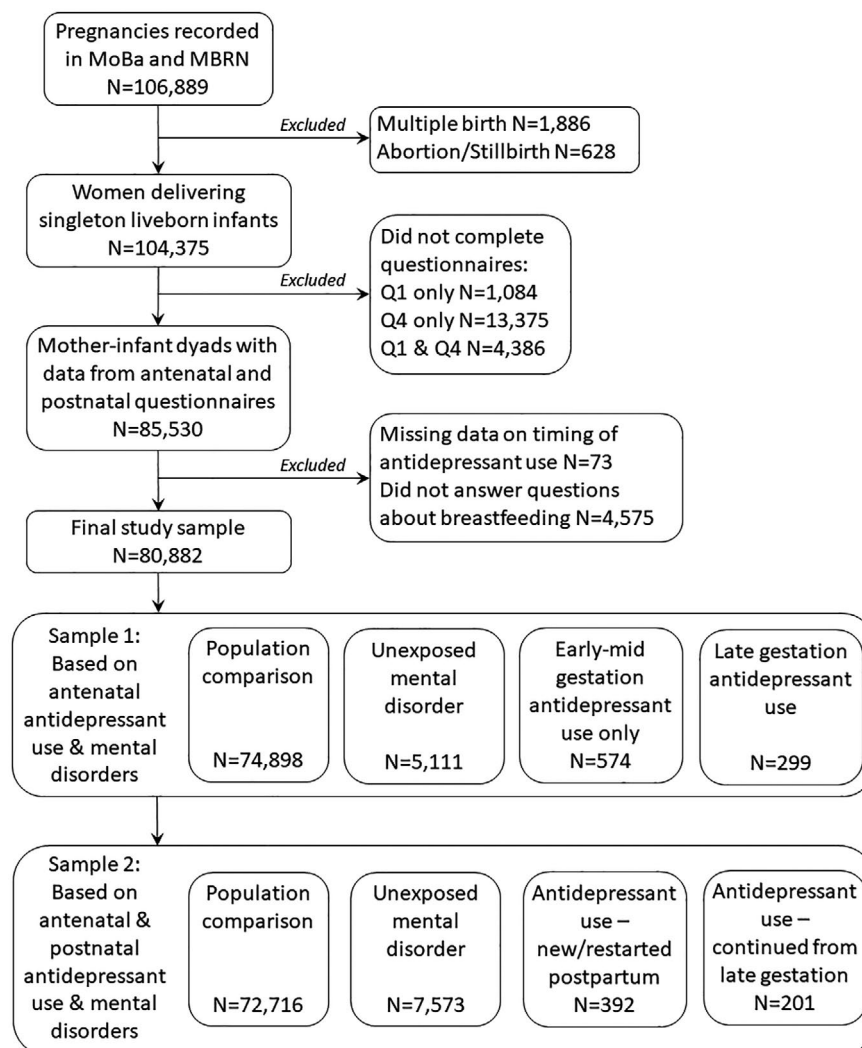 Pregnancies recorded
in MoBa and MBRN
N=106,889
Excluded
Multiple birth N=1,886
Abortion/Stillbirth N=628
Women delivering
singleton liveborn infants
N=104,375
Excluded
Did not complete
questionnaires:
Q1 only N=1,084
Q4 only N=13,375
Q1 & Q4 N=4,386
Mother-infant dyads with
data from antenatal and
postnatal questionnaires
N=85,530
Excluded
Missing data on timing of
antidepressant use N=73
Did not answer questions
about breastfeeding N=4,575
Final study sample
N=80,882
Sample 1:
Based on
antenatal
antidepressant
use & mental
disorders
Population
comparison
N=74,898
Unexposed
mental
disorder
N=5,111
Early-mid
gestation
antidepressant
use only
N=574
Late gestation
antidepressant
use
N=299
Sample 2:
Based on
antenatal &
postnatal
antidepressant
use & mental
disorders
Population
comparison
N=72,716
Unexposed
mental
disorder
N=7,573
Antidepressant
use –
new/restarted
postpartum
N=392
Antidepressant
use –
continued from
late gestation
N=201